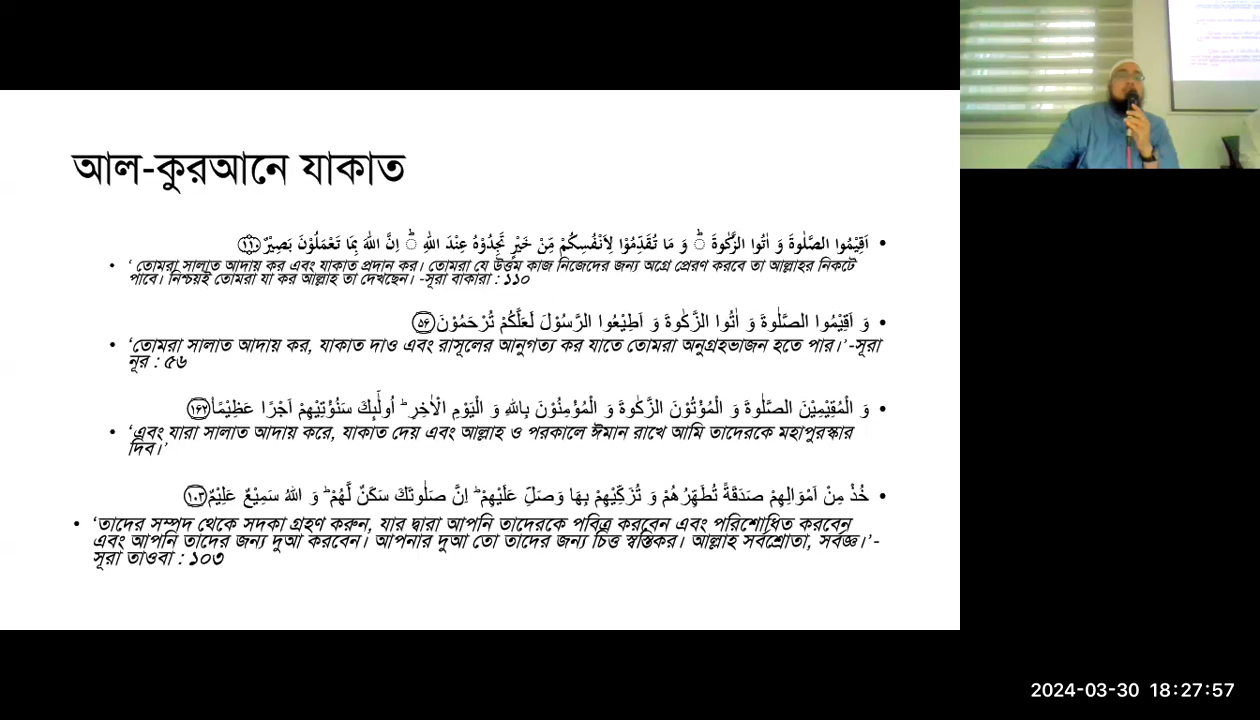 আল-কুরআনে যাকাত
اَقِيْمُوا الصَّلٰوةَ وَ اٰتُوا الزَّكٰوةَ ؕ وَ مَا تُقَدِّمُوْا لِاَنْفُسِكُمْ مِّنْ خَيْرٍ تَجِدُوْهُ عِنْدَ اللّٰهِ ؕ اِنَّ اللّٰهَ بِمَا تَعْمَلُوْنَ بَصِيْرٌ ﴿۱۱۰﴾
‘ তোমরা সালাত আদায় কর এবং যাকাত প্রদান কর। তোমরা যে উত্তম কাজ নিজেদের জন্য অগ্রে প্রেরণ করবে তা আল্লাহর নিকটে
পাবে। নিশ্চয়ই তোমরা যা কর আল্লাহ তা দেখছেন। -সূরা বাকারা : ১১০
وَ اَقِيْمُوا الصَّلٰوةَ وَ اٰتُوا الزَّكٰوةَ وَ اَطِيْعُوا الرَّسُوْلَ لَعَلَّكُمْ تُرْحَمُوْنَ ﴿۵۶﴾
‘তোমরা সালাত আদায় কর, যাকাত দাও এবং রাসূলের আনুগত্য কর যাতে তোমরা অনুগ্রহভাজন হতে পার।’-সূরা
নূর : ৫৬
وَ الْمُقِيْمِيْنَ الصَّلٰوةَ وَ الْمُؤْتُوْنَ الزَّكٰوةَ وَ الْمُؤْمِنُوْنَ بِاللّٰهِ وَ الْيَوْمِ الْاٰخِرِ ؕ اُولٰٓىِٕكَ سَنُؤْتِيْهِمْ اَجْرًا عَظِيْمًا ﴿۱۶۲﴾
‘এবং যারা সালাত আদায় করে, যাকাত দেয় এবং আল্লাহ ও পরকালে ঈমান রাখে আমি তাদেরকে মহাপুরস্কার
দিব।’
خُذْ مِنْ اَمْوَالِهِمْ صَدَقَةً تُطَهِّرُهُمْ وَ تُزَكِّيْهِمْ بِهَا وَصَلِّ عَلَيْهِمْ ؕ اِنَّ صَلٰوتَكَ سَكَنٌ لَّهُمْ ؕ وَ اللّٰهُ سَمِيْعٌ عَلِيْمٌ ﴿۱۰۳﴾
‘তাদের সম্পদ থেকে সদকা গ্রহণ করুন, যার দ্বারা আপনি তাদেরকে পবিত্র করবেন এবং পরিশোধিত করবেন
এবং আপনি তাদের জন্য দুআ করবেন। আপনার দুআ তো তাদের জন্য চিত্ত স্বস্তিকর। আল্লাহ সর্বশ্রোতা, সর্বজ্ঞ।’-
সূরা তাওবা : ১০৩
2024-03-30 18:27:57